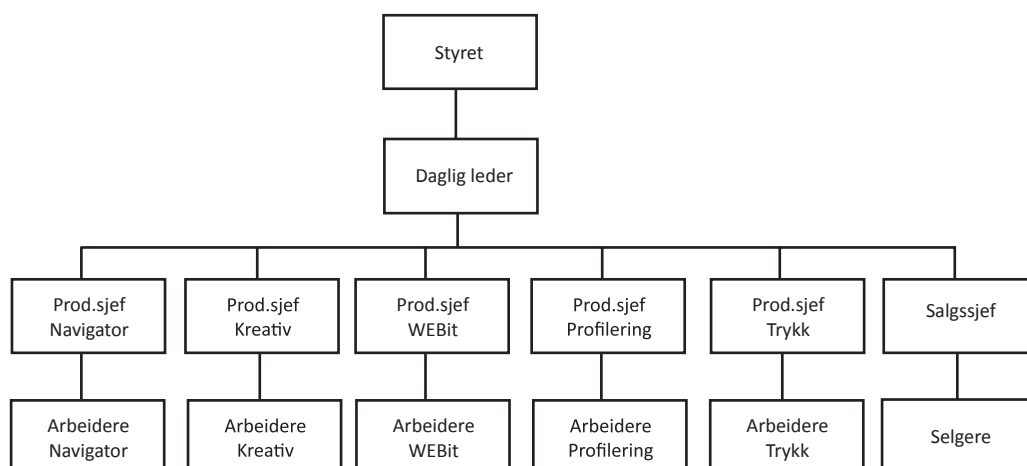 Styret
Daglig leder
Prod.sjef
Navigator
Prod.sjef
Kreativ
Prod.sjef
WEBit
Prod.sjef
Profilering
Prod.sjef
Trykk
Salgssjef
Arbeidere
Navigator
Arbeidere
Kreativ
Arbeidere
WEBit
Arbeidere
Profilering
Arbeidere
Trykk
Selgere